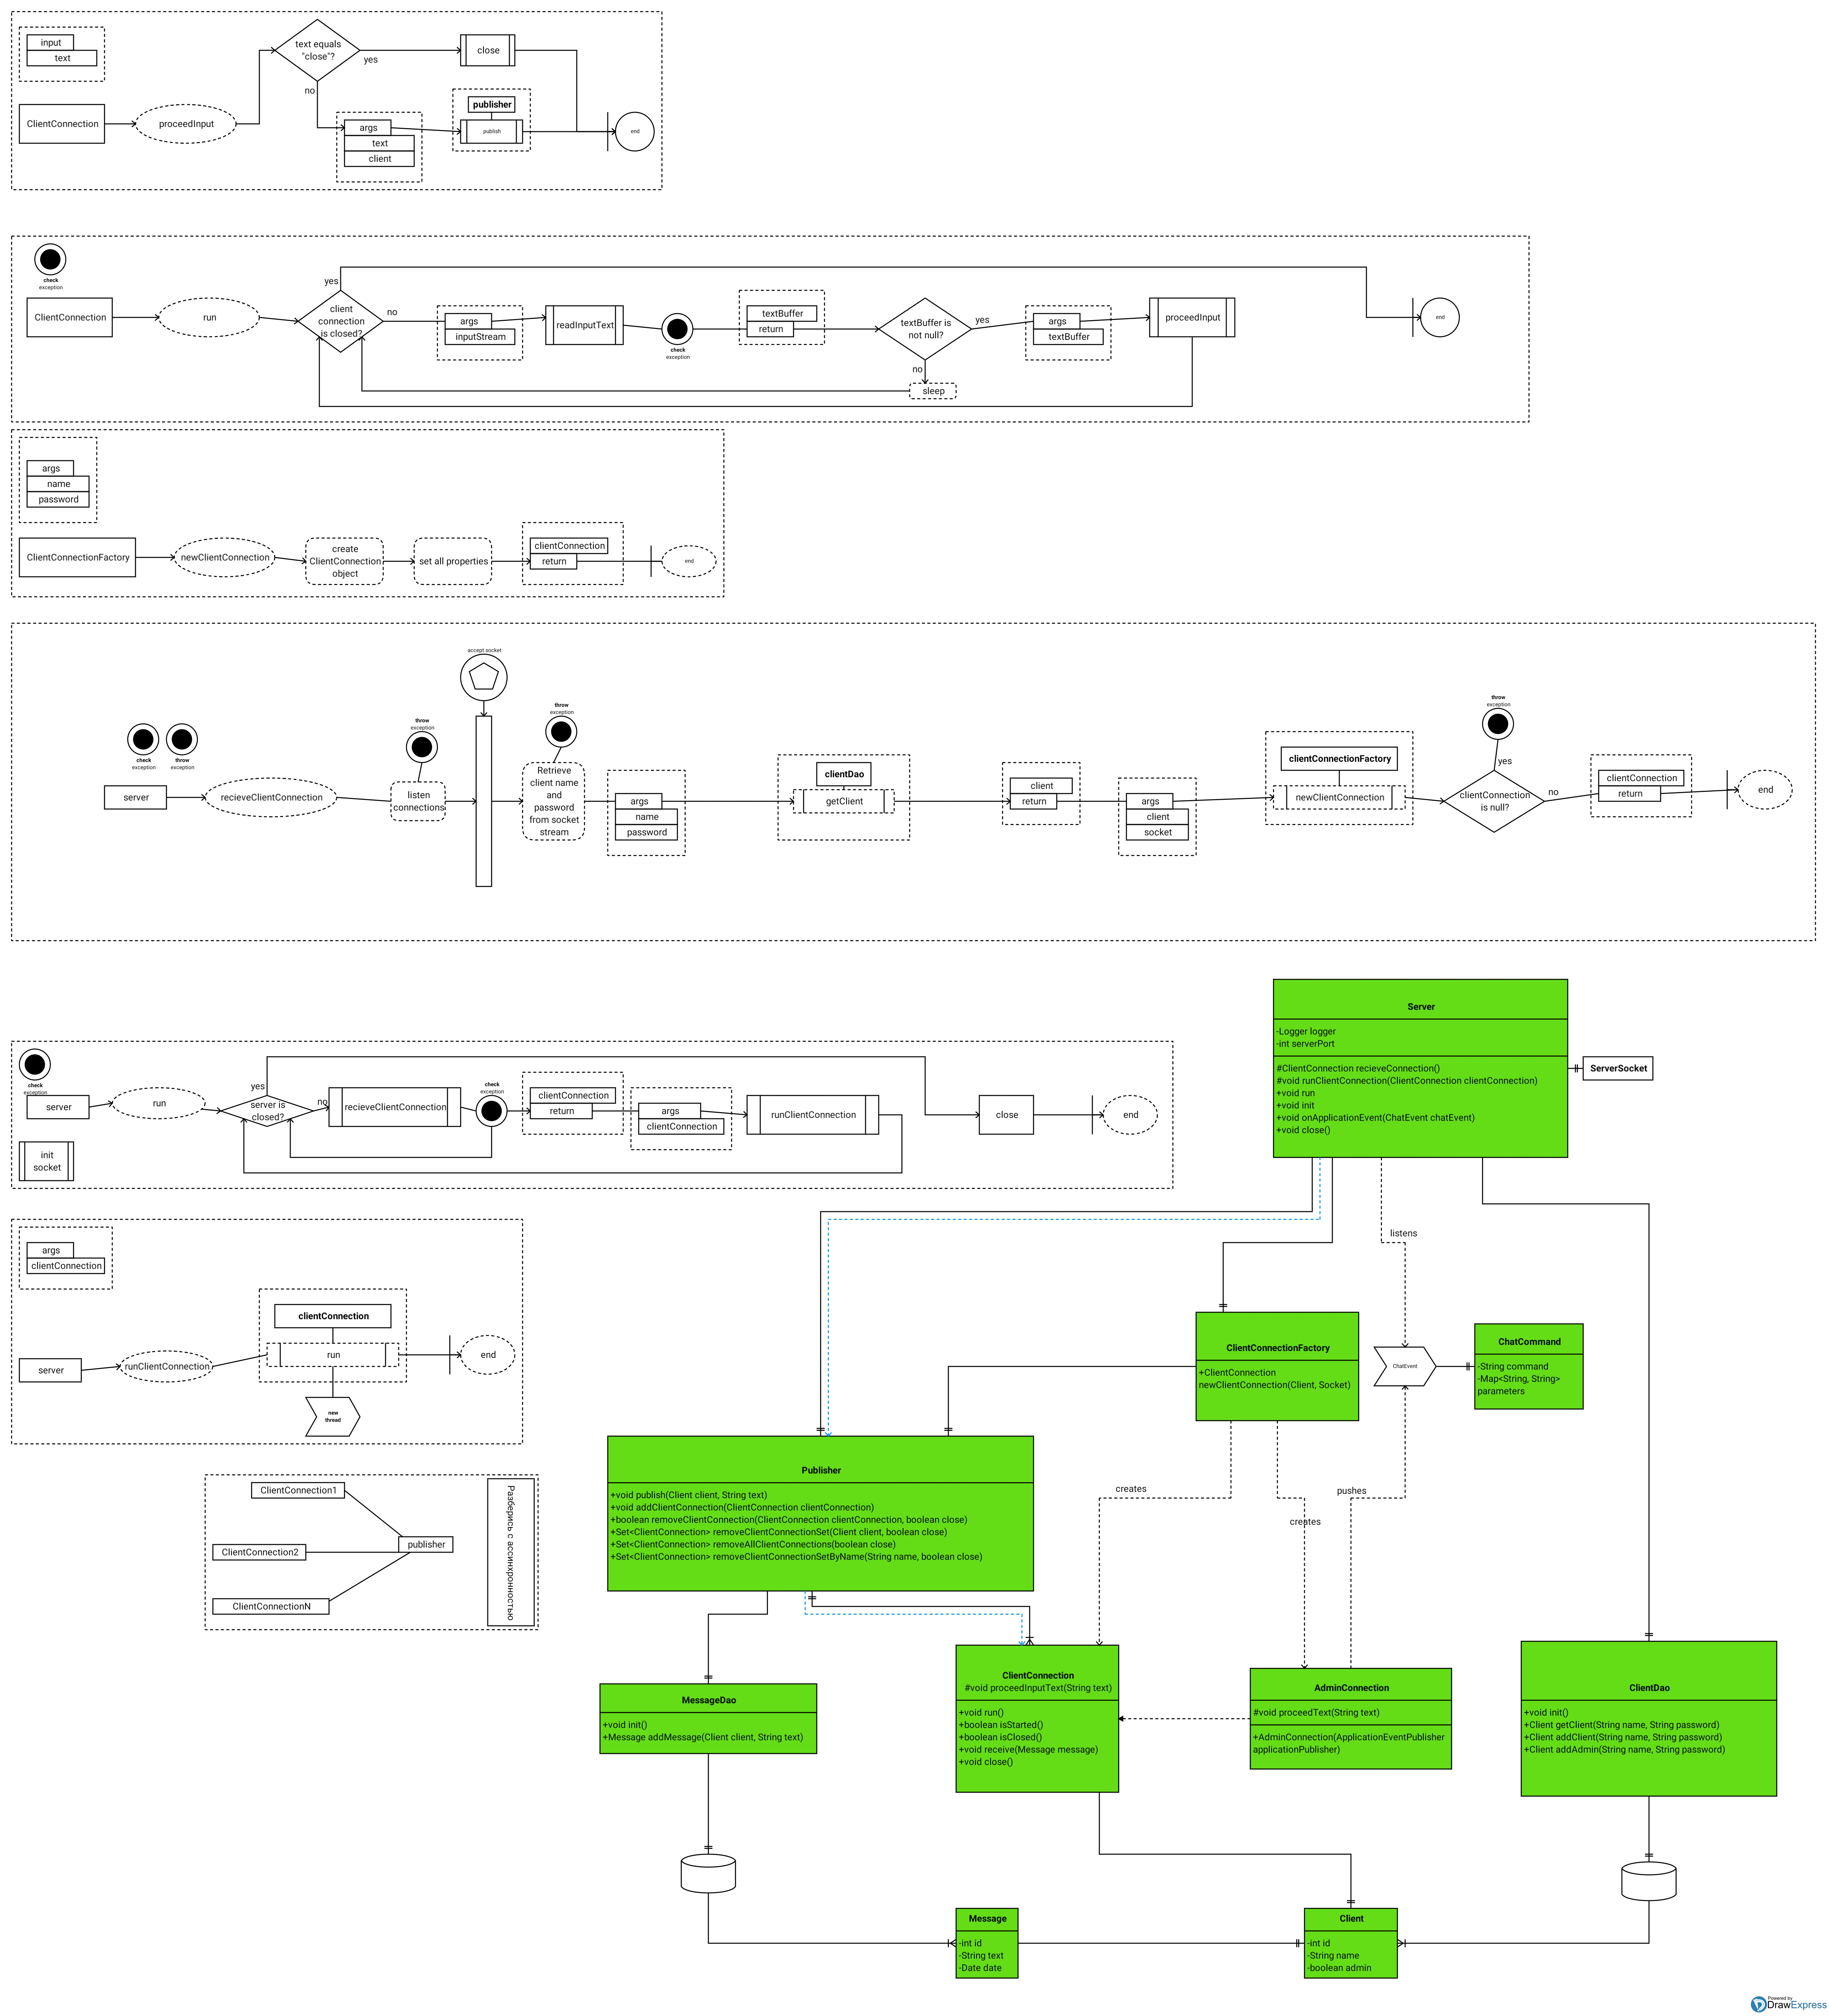 input
text
text equals
"close"?
yes
no
close
publisher
publish
end
ClientConnection
proceedInput
args
text
client
check
exception
ClientConnection
run
yes
client
connection
is closed?
no
args
inputStream
readInputText
check
exception
textBuffer
return
textBuffer is
not null?
yes
no
sleep
args
textBuffer
proceedInput
end
args
name
password
ClientConnectionFactory
newClientConnection
create
ClientConnection
object
set all properties
clientConnection
return
end
accept socket
check
exception
throw
exception
server
recieveClientConnection
throw
exception
listen
connections
throw
exception
Retrieve
client name
and
password
from socket
stream
args
name
password
clientDao
getClient
client
return
args
client
socket
clientConnectionFactory
newClientConnection
throw
exception
yes
clientConnection
is null?
no
clientConnection
return
end
check
exception
server
run
yes
server is
closed?
no
recieveClientConnection
check
exception
clientConnection
return
args
clientConnection
runClientConnection
close
end
init
socket
Server
-Logger logger
-int serverPort
#ClientConnection recieveConnection()
#void runClientConnection(ClientConnection clientConnection)
+void run
+void init
+void onApplicationEvent(ChatEvent chatEvent)
+void close()
ServerSocket
args
clientConnection
server
runClientConnection
clientConnection
run
new
thread
end
listens
ClientConnectionFactory
+ClientConnection
newClientConnection(Client, Socket)
ChatEvent
ChatCommand
-String command
-Map<String, String>
parameters
ClientConnection1
ClientConnection2
ClientConnectionN
publisher
Разберись с ассинхронностью
Publisher
+void publish(Client client, String text)
+void addClientConnection(ClientConnection clientConnection)
+boolean removeClientConnection(ClientConnection clientConnection, boolean close)
+Set<ClientConnection> removeClientConnectionSet(Client client, boolean close)
+Set<ClientConnection> removeAllClientConnections(boolean close)
+Set<ClientConnection> removeClientConnectionSetByName(String name, boolean close)
creates
creates
pushes
MessageDao
+void init()
+Message addMessage(Client client, String text)
ClientConnection
#void proceedInputText(String text)
+void run()
+boolean isStarted()
+boolean isClosed()
+void receive(Message message)
+void close()
AdminConnection
#void proceedText(String text)
+AdminConnection(ApplicationEventPublisher
applicationPublisher)
ClientDao
+void init()
+Client getClient(String name, String password)
+Client addClient(String name, String password)
+Client addAdmin(String name, String password)
Message
-int id
-String text
-Date date
Client
-int id
-String name
-boolean admin
Powered by
DrawExpress